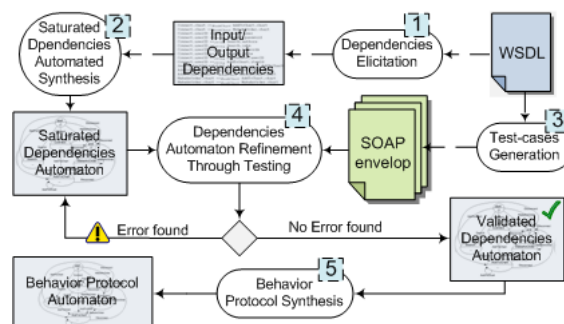 2
Saturated
Dpendencies
Automated
Synthesis
Input/
Output
Dependencies
1
Dependencies
Elicitation
WSDL
3
Test-cases
Generation
4
Dependencies
Automaton Refinement
Through Testing
SOAP
envelop
Saturated
Dependencies
Automaton
Error found
No Error found
Validated
Dependencies
Automaton
5
Behavior
Protocol Synthesis
Behavior Protocol
Automaton